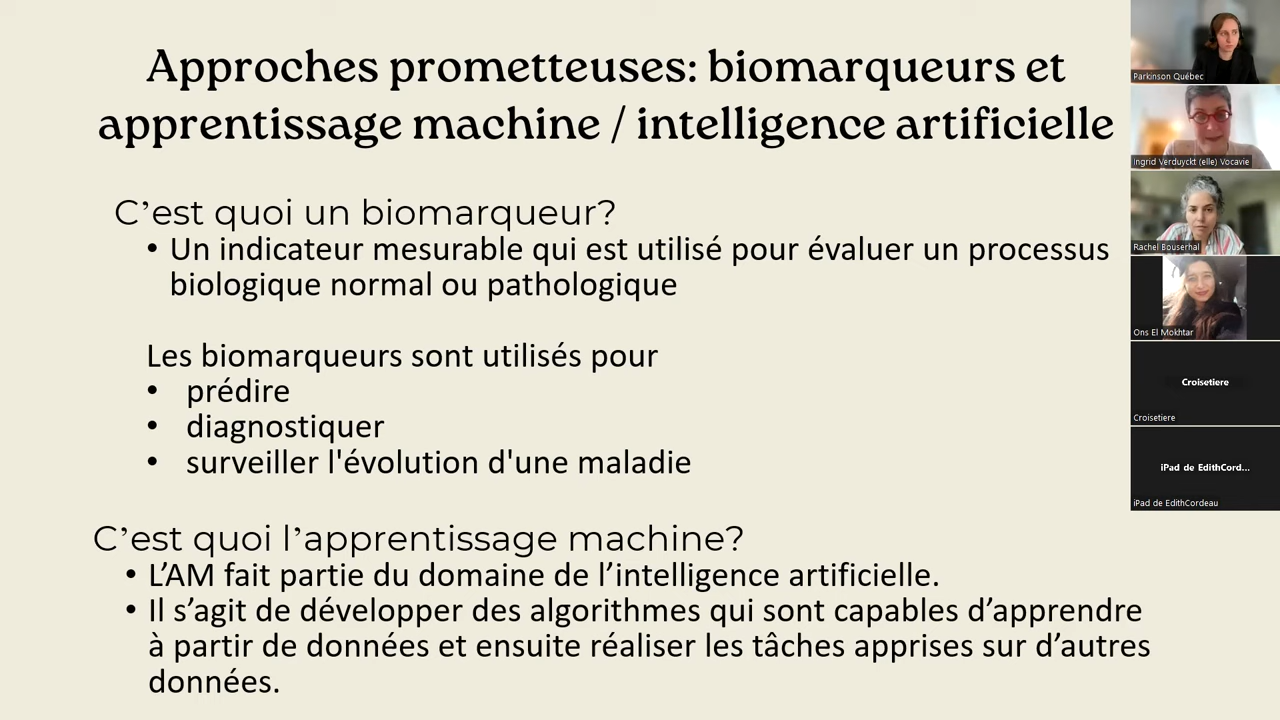 Approches prometteuses: biomarqueurs et
apprentissage machine / intelligence artificielle
C’est quoi un biomarqueur?
• Un indicateur mesurable qui est utilisé pour évaluer un processus
biologique normal ou pathologique
Les biomarqueurs sont utilisés pour
• prédire
• diagnostiquer
• surveiller l'évolution d'une maladie
C’est quoi l’apprentissage machine?
• L’AM fait partie du domaine de l’intelligence artificielle.
• Il s’agit de développer des algorithmes qui sont capables d’apprendre
à partir de données et ensuite réaliser les tâches apprises sur d’autres
données.
Parkinson Québec
Ingrid Verduyckt (elle) Vocavie
Rachel Bouserhal
Ons El Mokhtar
Croisetiere
Croisetiere
iPad de EdithCord...
iPad de EdithCordeau